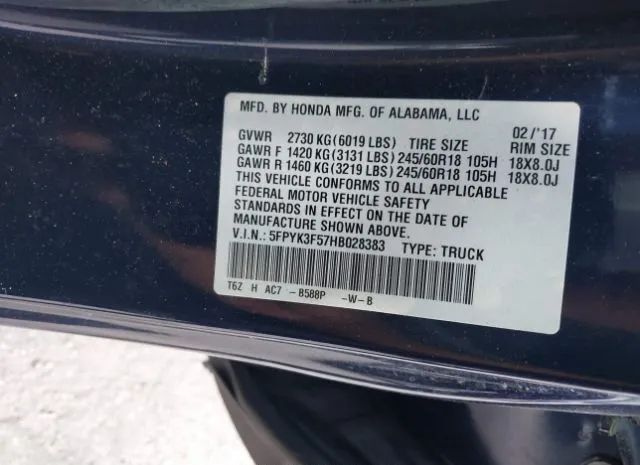 MFD. BY HONDA MFG. OF ALABAMA, LLC
02/'17
GVWR 2730 KG(6019 LBS) TIRE SIZE RIM SIZE
GAWR F 1420 KG(3131 LBS) 245/60R18 105H 18X8.0J
GAWR R 1460 KG(3219 LBS) 245/60R18 105H 18X8.0J
THIS VEHICLE CONFORMS TO ALL APPLICABLE
FEDERAL MOTOR VEHICLE SAFETY
STANDARDS IN EFFECT ON THE DATE OF
MANUFACTURE SHOWN ABOVE.
V.I.N.: 5FPYK3F57HB028383 TYPE: TRUCK
T6Z H AC7 -B588P -W-B